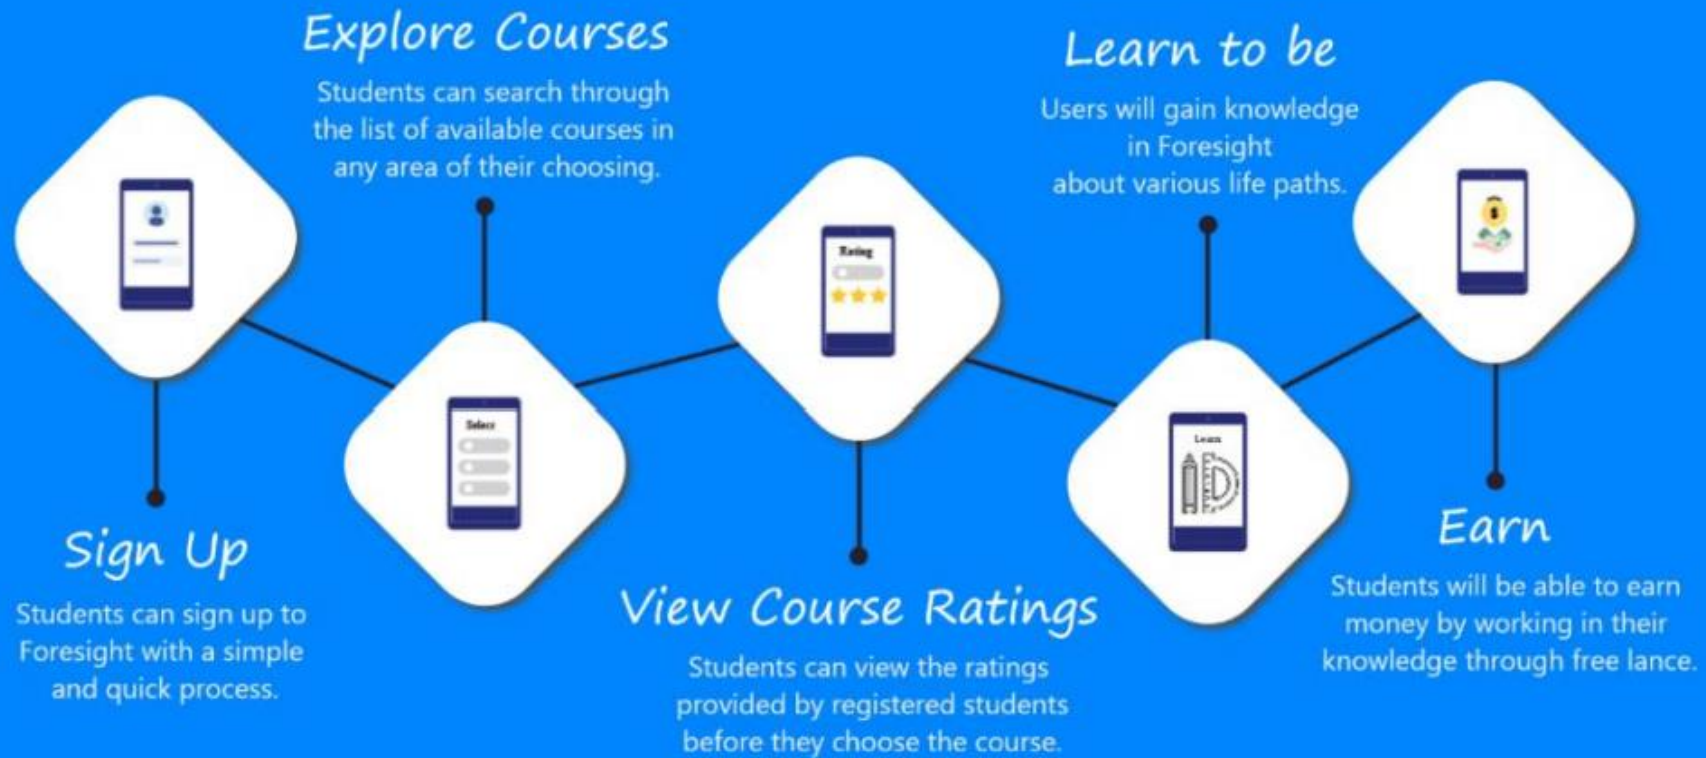 Explore Courses
Students can search through
the list of available courses in
any area of their choosing.
Learn to be
Users will gain knowledge
in Foresight
about various life paths.
Rating
Select
Learn
Sign Up
Students can sign up to
Foresight with a simple
and quick process.
View Course Ratings
Students can view the ratings
provided by registered students
before they choose the course.
Earn
Students will be able to earn
money by working in their
knowledge through free lance.